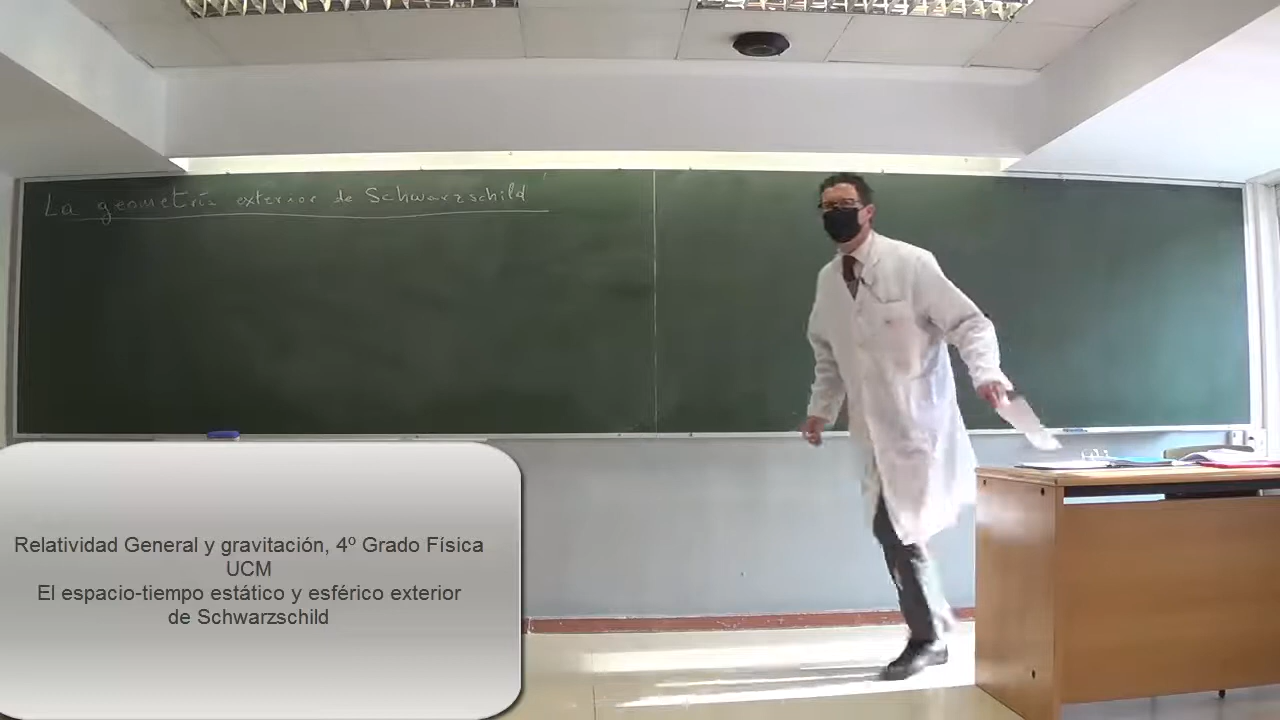 La geometría exterior de Schwarzschild
Relatividad General y gravitación, 4º Grado Física
UCM
El espacio-tiempo estático y esférico exterior
de Schwarzschild